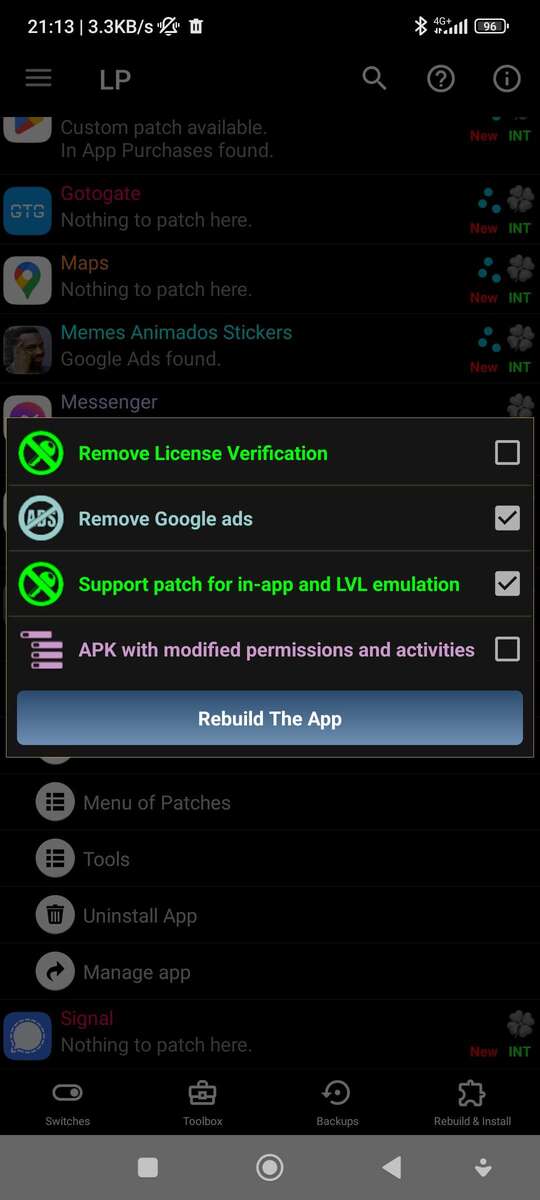 21:13 | 3.3KB/s
4G+
96
LP
Custom patch available.
In App Purchases found.
New INT
Gotogate
GTG
Nothing to patch here.
New INT
Maps
Nothing to patch here.
New INT
Memes Animados Stickers
Google Ads found.
New INT
Messenger
Remove License Verification
ADS
Remove Google ads
Support patch for in-app and LVL emulation
APK with modified permissions and activities
Rebuild The App
Menu of Patches
Tools
Uninstall App
Manage app
Signal
Nothing to patch here.
New INT
Switches
Toolbox
Backups
Rebuild & Install